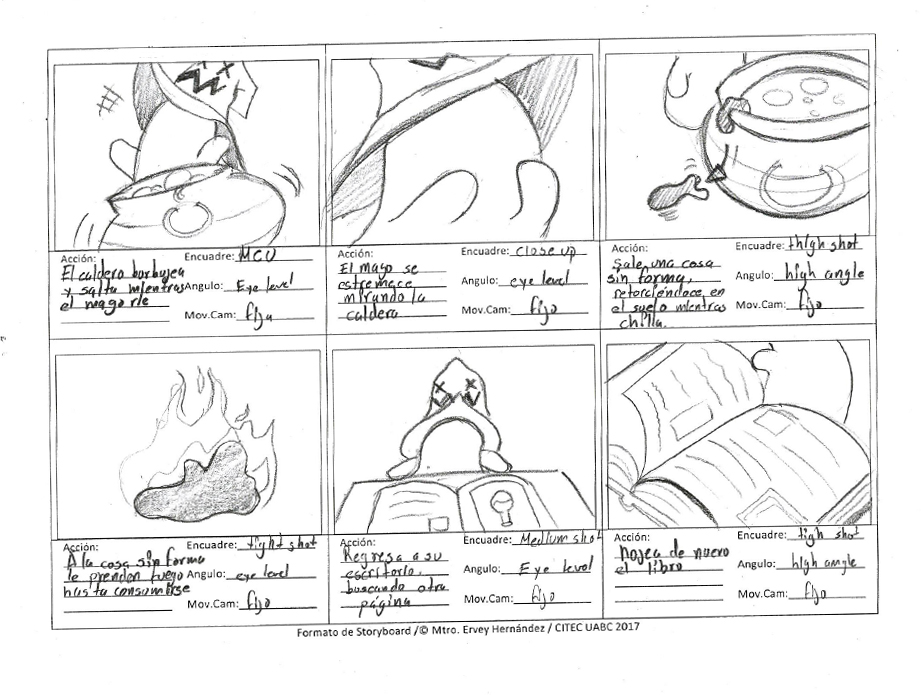 Acción:
Encuadre: MCU
El caldero burbujea
y salta mientras
Angulo: Eye level
el mago ríe
Mov.Cam: fijo
Acción:
Encuadre: Close up
El mago se
estremece
Angulo: eye level
mirando la
Mov.Cam: fijo
caldera
Acción:
Encuadre: thigh shot
Sale una cosa
sin forma,
Angulo: high angle
retorciéndoce en
el suelo mientras
Mov.Cam: fijo
chilla.
Acción:
Encuadre: tight shot
A la cosa sin forma
le prenden fuego
Angulo: eye level
hasta consumirse
Mov.Cam: fijo
Acción:
Encuadre: Medium shot
Regresa a su
escritorio,
Angulo: Eye level
buscando otra
Mov.Cam: fijo
página
Acción:
Encuadre: tigh shot
Hojea de nuevo
el libro
Angulo: high angle
Mov.Cam: fijo
Formato de Storyboard /© Mtro. Ervey Hernández / CITEC UABC 2017